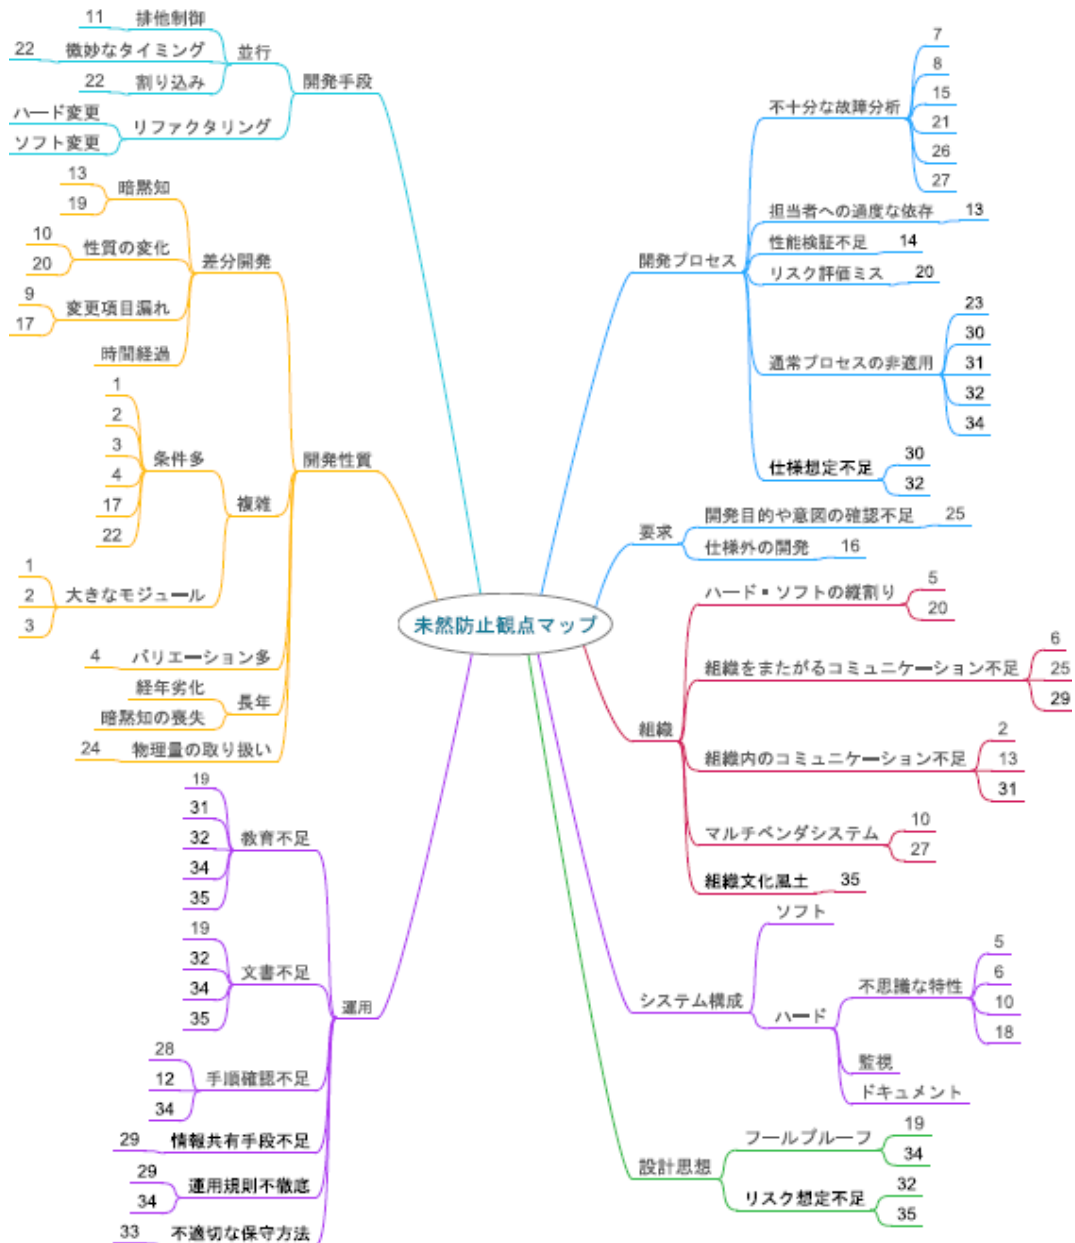 未然防止観点マップ
開発手段
並行
排他制御
11
微妙なタイミング
22
割り込み
22
リファクタリング
ハード変更
ソフト変更
開発性質
差分開発
暗黙知
13
19
性質の変化
10
20
変更項目漏れ
9
17
時間経過
複雑
条件多
1
2
3
4
17
22
大きなモジュール
1
2
3
バリエーション多
4
長年
経年劣化
暗黙知の喪失
物理量の取り扱い
24
運用
教育不足
19
31
32
34
35
文書不足
19
32
34
35
手順確認不足
28
12
34
情報共有手段不足
29
運用規則不徹底
29
34
不適切な保守方法
33
開発プロセス
不十分な故障分析
7
8
15
21
26
27
担当者への過度な依存
13
性能検証不足
14
リスク評価ミス
20
通常プロセスの非適用
23
30
31
32
34
仕様想定不足
30
32
要求
開発目的や意図の確認不足
25
仕様外の開発
16
組織
ハード・ソフトの縦割り
5
20
組織をまたがるコミュニケーション不足
6
25
29
組織内のコミュニケーション不足
2
13
31
マルチベンダシステム
10
27
組織文化風土
35
システム構成
ソフト
ハード
不思議な特性
5
6
10
18
監視
ドキュメント
設計思想
フールプルーフ
19
34
リスク想定不足
32
35